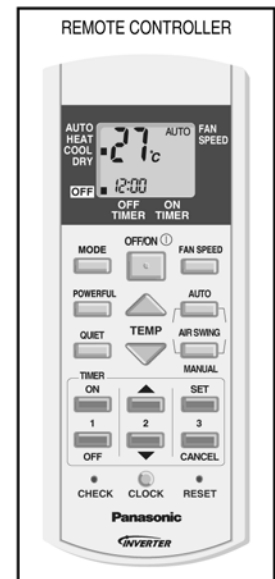 REMOTE CONTROLLER
AUTO
HEAT
COOL
DRY
27°c
AUTO
FAN
SPEED
OFF
12:00
OFF TIMER
ON TIMER
MODE
OFF/ON
FAN SPEED
POWERFUL
AUTO
QUIET
TEMP
AIR SWING
MANUAL
TIMER
ON
SET
1
2
3
OFF
CANCEL
CHECK
CLOCK
RESET
Panasonic
INVERTER